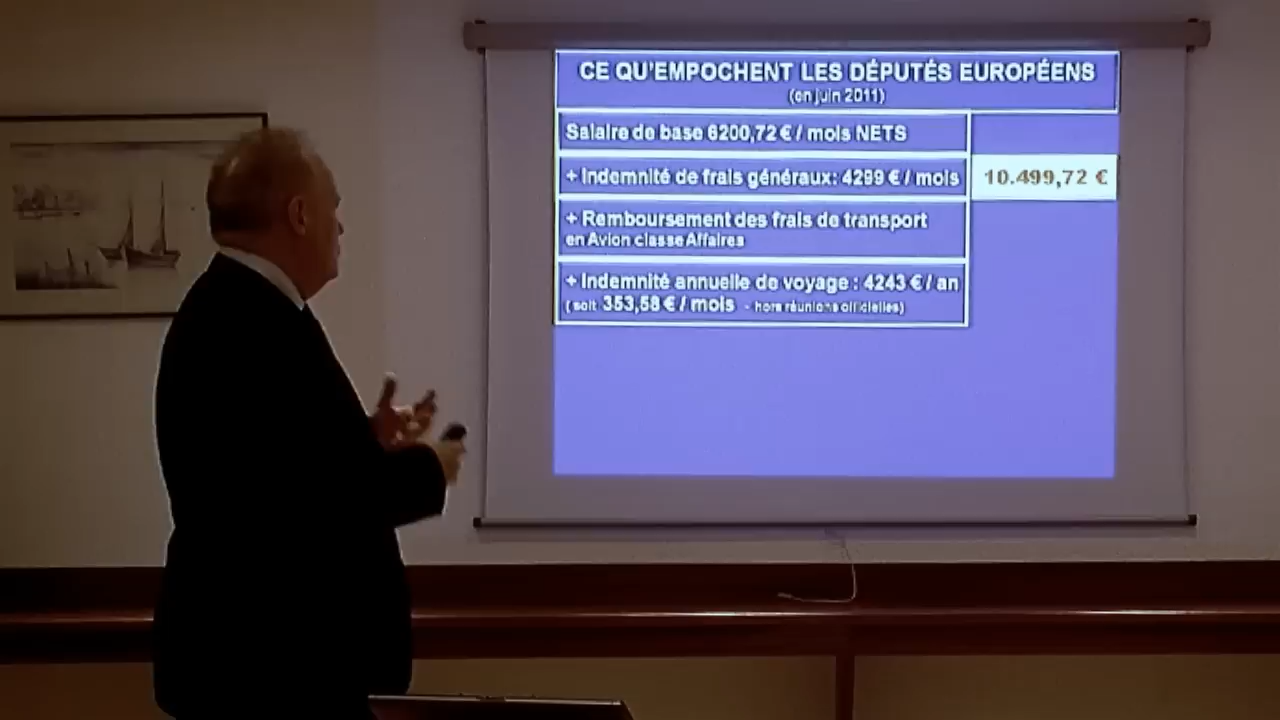 CE QU'EMPOCHENT LES DÉPUTÉS EUROPÉENS
(en juin 2011)
Salaire de base 6200,72 € / mois NETS
+ Indemnité de frais généraux: 4299 € / mois
10.499,72 €
+ Remboursement des frais de transport
en Avion classe Affaires
+ Indemnité annuelle de voyage : 4243 € / an
( soit 353,58 € / mois - hors réunions officielles)